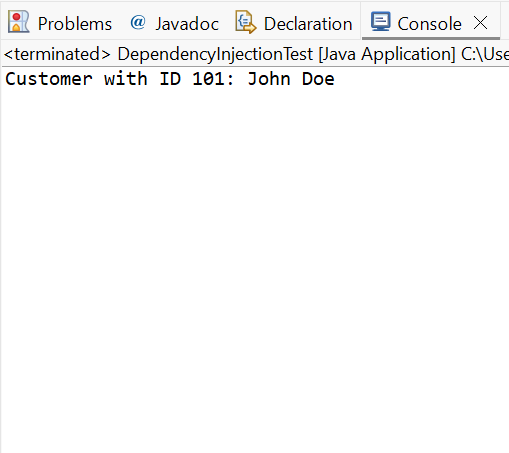 Problems @ Javadoc Declaration Console
<terminated> DependencyInjectionTest [Java Application] C:\Use
Customer with ID 101: John Doe